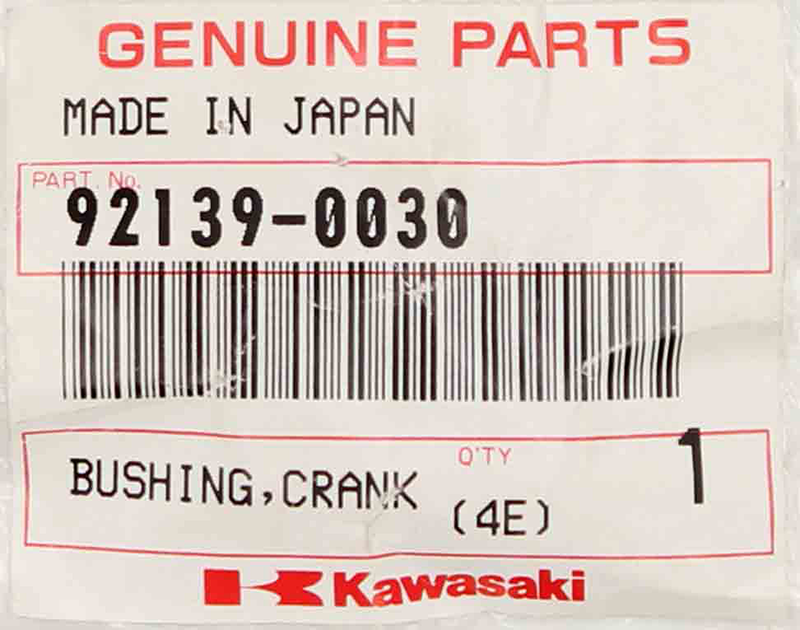 GENUINE PARTS
MADE IN JAPAN
PART. No.
92139-0030
BUSHING,CRANK
Q'TY
1
(4E)
Kawasaki